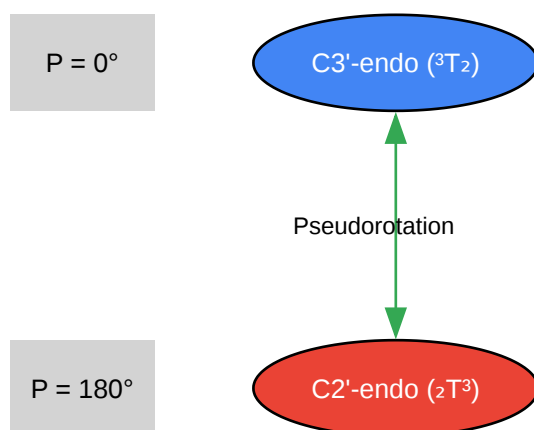 P = 0°
C3'-endo (³T₂)
Pseudorotation
P = 180°
C2'-endo (₂T³)